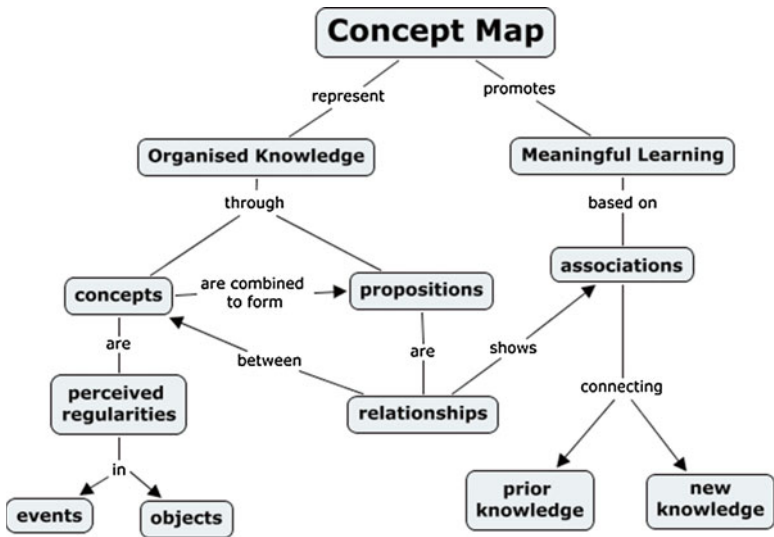 Concept Map
represent
promotes
Organised Knowledge
Meaningful Learning
through
based on
concepts
are combined
to form
propositions
associations
are
between
are
shows
perceived
regularities
relationships
connecting
in
events
objects
prior
knowledge
new
knowledge